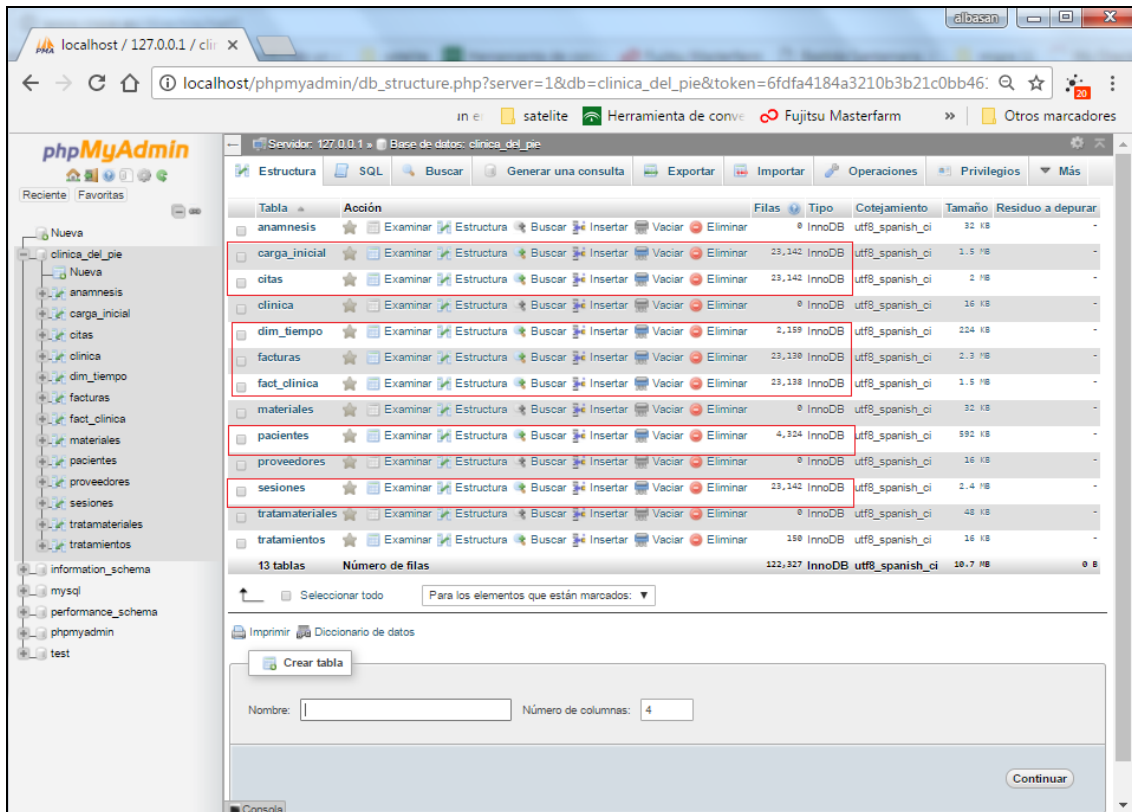 albasan
localhost / 127.0.0.1 / clin
localhost/phpmyadmin/db_structure.php?server=1&db=clinica_del_pie&token=6fdfa4184a3210b3b21c0bb461
20
satelite Herramienta de conve Fujitsu Masterfarm » Otros marcadores
phpMyAdmin
Reciente Favoritas
Nueva
clinica_del_pie
Nueva
anamnesis
carga_inicial
citas
clinica
dim_tiempo
facturas
fact_clinica
materiales
pacientes
proveedores
sesiones
tratamateriales
tratamientos
information_schema
mysql
performance_schema
phpmyadmin
test
Servidor: 127.0.0.1 » Base de datos: clinica_del_pie
Estructura SQL Buscar Generar una consulta Exportar Importar Operaciones Privilegios Más
Tabla Acción Filas Tipo Cotejamiento Tamaño Residuo a depurar
anamnesis Examinar Estructura Buscar Insertar Vaciar Eliminar 0 InnoDB utf8_spanish_ci 32 KB -
carga_inicial Examinar Estructura Buscar Insertar Vaciar Eliminar 23,142 InnoDB utf8_spanish_ci 1.5 MB -
citas Examinar Estructura Buscar Insertar Vaciar Eliminar 23,142 InnoDB utf8_spanish_ci 2 MB -
clinica Examinar Estructura Buscar Insertar Vaciar Eliminar 0 InnoDB utf8_spanish_ci 16 KB -
dim_tiempo Examinar Estructura Buscar Insertar Vaciar Eliminar 2,159 InnoDB utf8_spanish_ci 224 KB -
facturas Examinar Estructura Buscar Insertar Vaciar Eliminar 23,130 InnoDB utf8_spanish_ci 2.3 MB -
fact_clinica Examinar Estructura Buscar Insertar Vaciar Eliminar 23,138 InnoDB utf8_spanish_ci 1.5 MB -
materiales Examinar Estructura Buscar Insertar Vaciar Eliminar 0 InnoDB utf8_spanish_ci 32 KB -
pacientes Examinar Estructura Buscar Insertar Vaciar Eliminar 4,324 InnoDB utf8_spanish_ci 592 KB -
proveedores Examinar Estructura Buscar Insertar Vaciar Eliminar 0 InnoDB utf8_spanish_ci 16 KB -
sesiones Examinar Estructura Buscar Insertar Vaciar Eliminar 23,142 InnoDB utf8_spanish_ci 2.4 MB -
tratamateriales Examinar Estructura Buscar Insertar Vaciar Eliminar 0 InnoDB utf8_spanish_ci 48 KB -
tratamientos Examinar Estructura Buscar Insertar Vaciar Eliminar 150 InnoDB utf8_spanish_ci 16 KB -
13 tablas Número de filas 122,327 InnoDB utf8_spanish_ci 10.7 MB 0 B
Seleccionar todo Para los elementos que están marcados:
Imprimir Diccionario de datos
Crear tabla
Nombre: Número de columnas: 4
Continuar
Consola